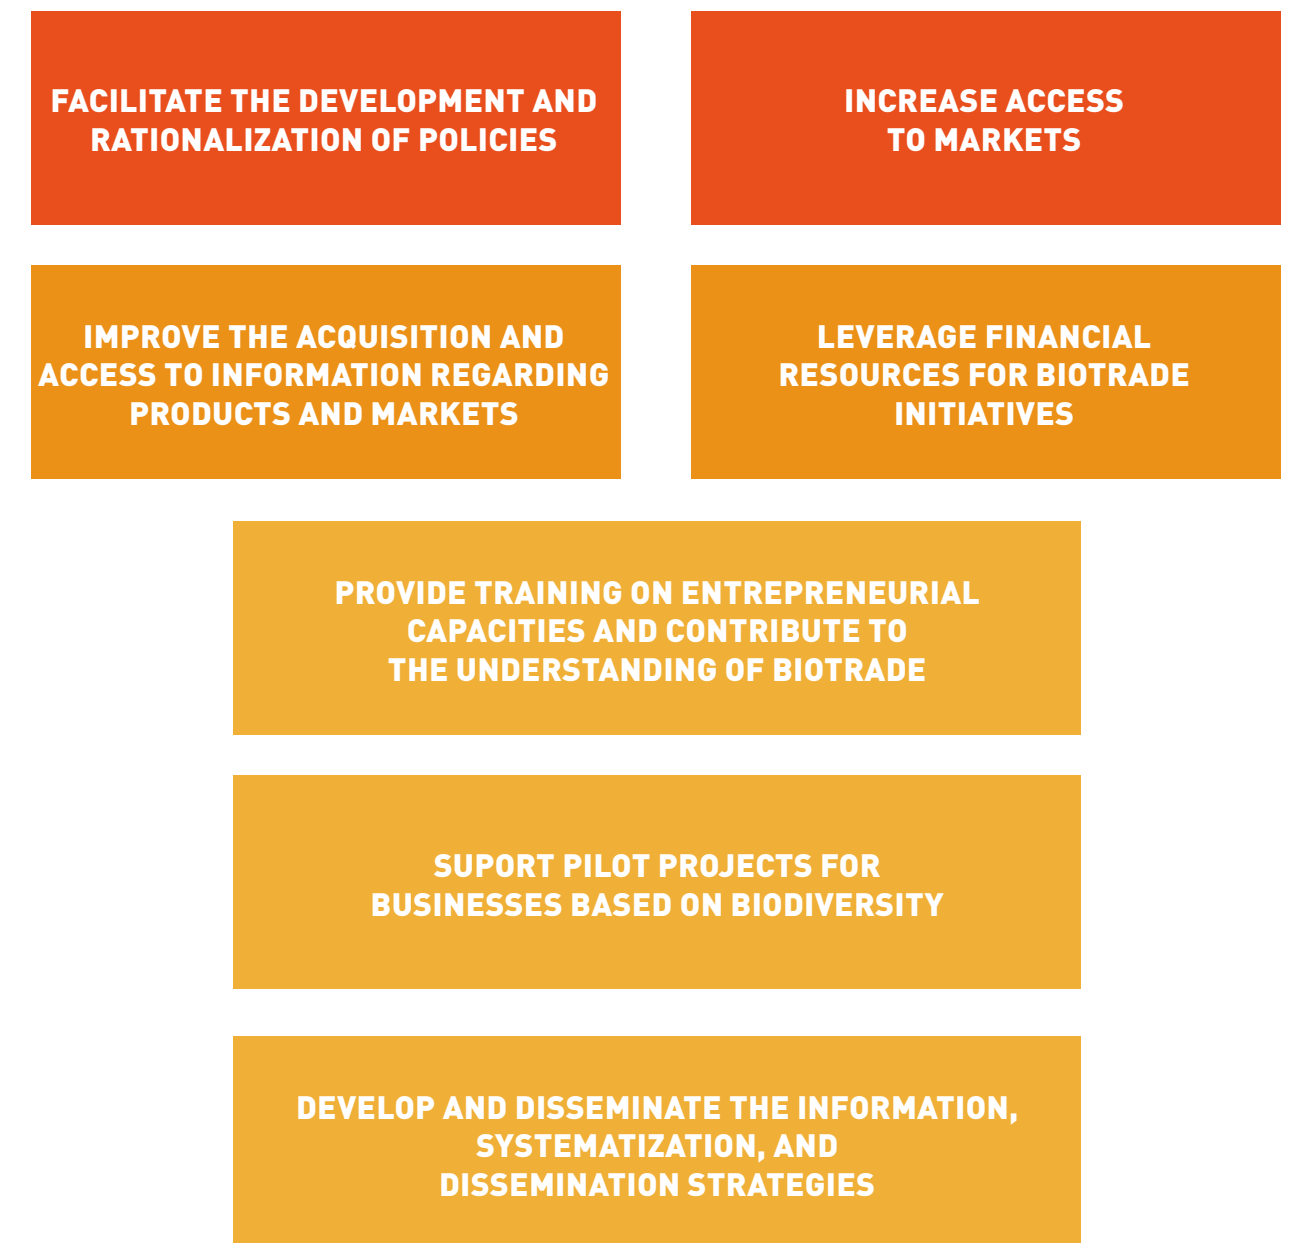 FACILITATE THE DEVELOPMENT AND
RATIONALIZATION OF POLICIES
INCREASE ACCESS
TO MARKETS
IMPROVE THE ACQUISITION AND
ACCESS TO INFORMATION REGARDING
PRODUCTS AND MARKETS
LEVERAGE FINANCIAL
RESOURCES FOR BIOTRADE
INITIATIVES
PROVIDE TRAINING ON ENTREPRENEURIAL
CAPACITIES AND CONTRIBUTE TO
THE UNDERSTANDING OF BIOTRADE
SUPORT PILOT PROJECTS FOR
BUSINESSES BASED ON BIODIVERSITY
DEVELOP AND DISSEMINATE THE INFORMATION,
SYSTEMATIZATION, AND
DISSEMINATION STRATEGIES